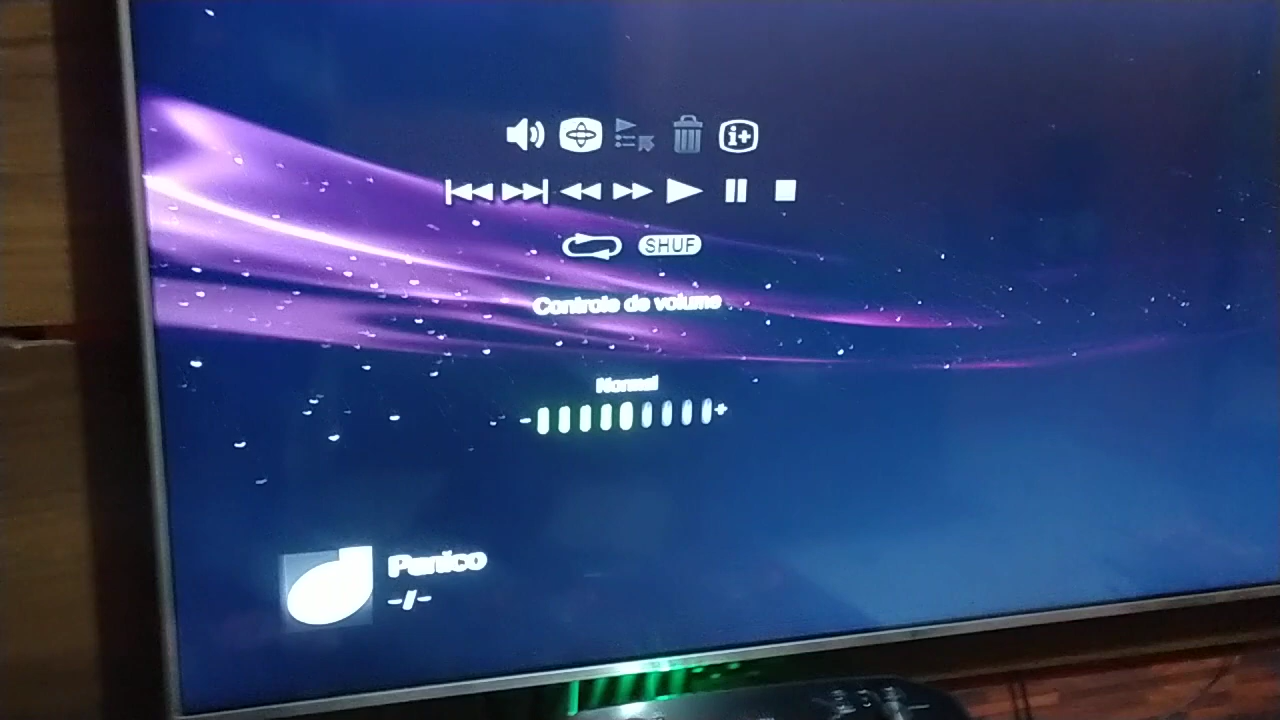 i+
SHUF
Controle de volume
Normal
- +
Panico
-/-